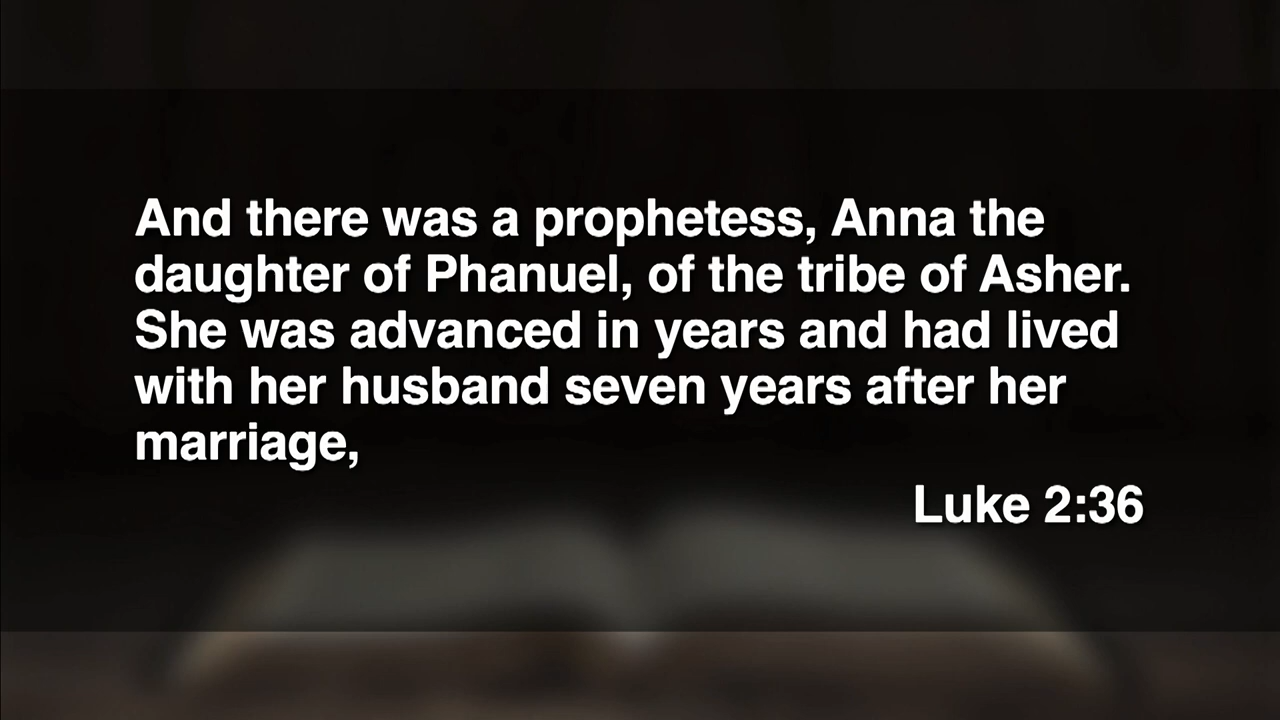 And there was a prophetess, Anna the
daughter of Phanuel, of the tribe of Asher.
She was advanced in years and had lived
with her husband seven years after her
marriage,
Luke 2:36